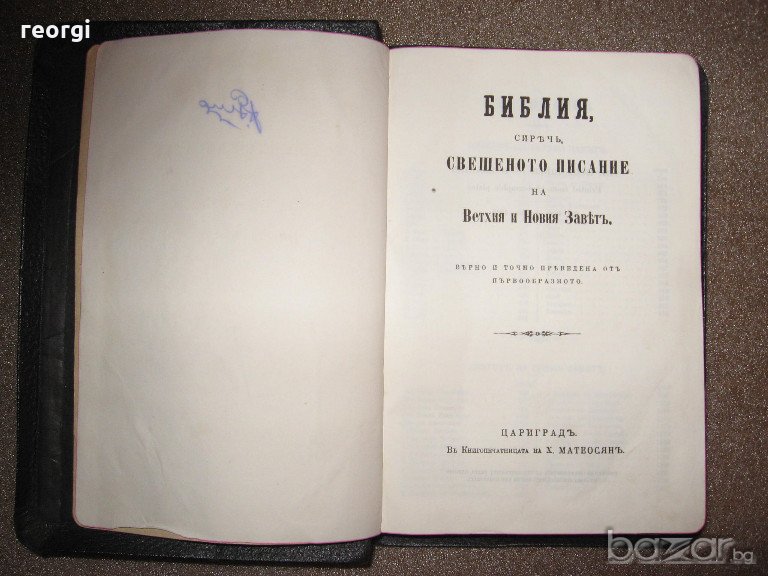 reorgi
БИБЛИЯ,
СИРѢЧЬ,
СВЕЩЕНОТО ПИСАНИЕ
НА
Ветхия и Новия Завѣтъ.
ВѢРНО И ТОЧНО ПРѢВЕДЕНА ОТЪ
ПЪРВООБРАЗНОТО.
ЦАРИГРАДЪ.
Въ Книгопечатницата на Х. МАТЕОСЯНЪ.
bazar.bg